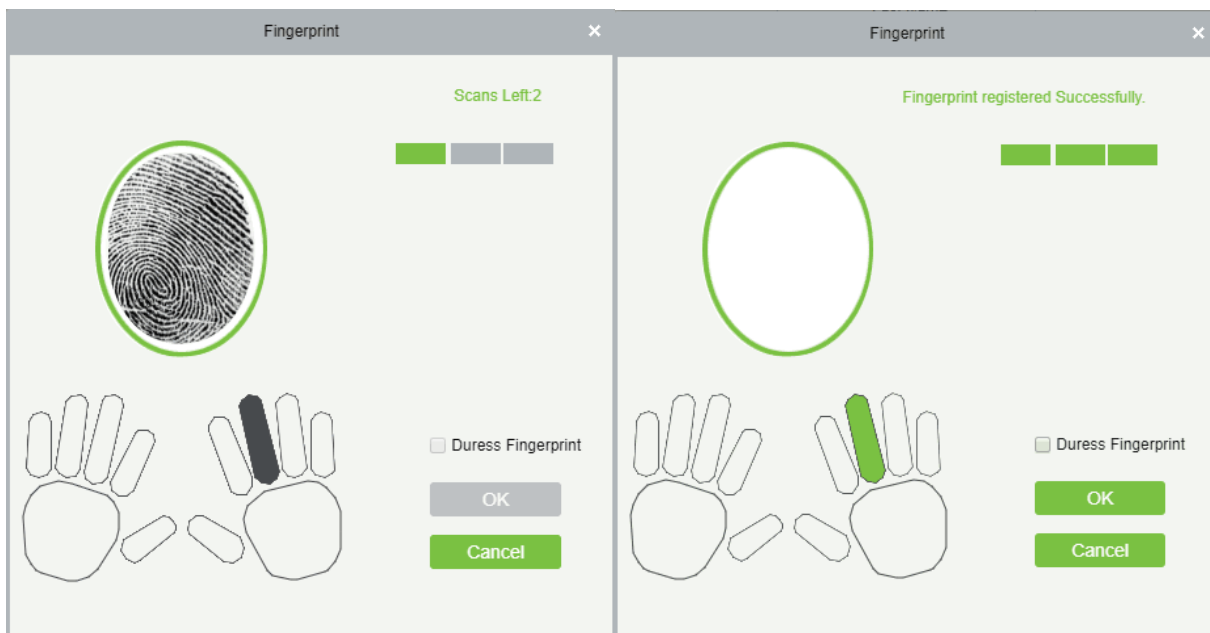 Fingerprint
Scans Left:2
Duress Fingerprint
OK
Cancel
Fingerprint
Fingerprint registered Successfully.
Duress Fingerprint
OK
Cancel